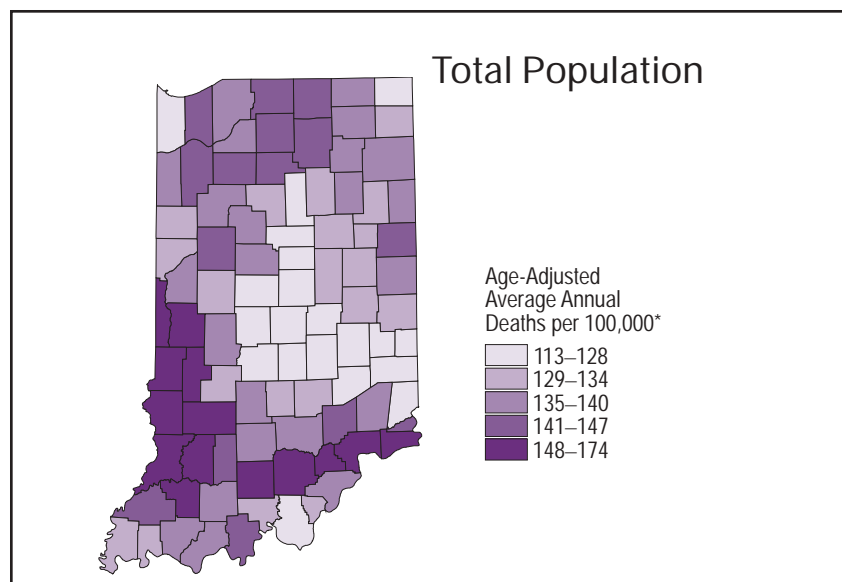 Total Population
Age-Adjusted
Average Annual
Deaths per 100,000*
113–128
129–134
135–140
141–147
148–174